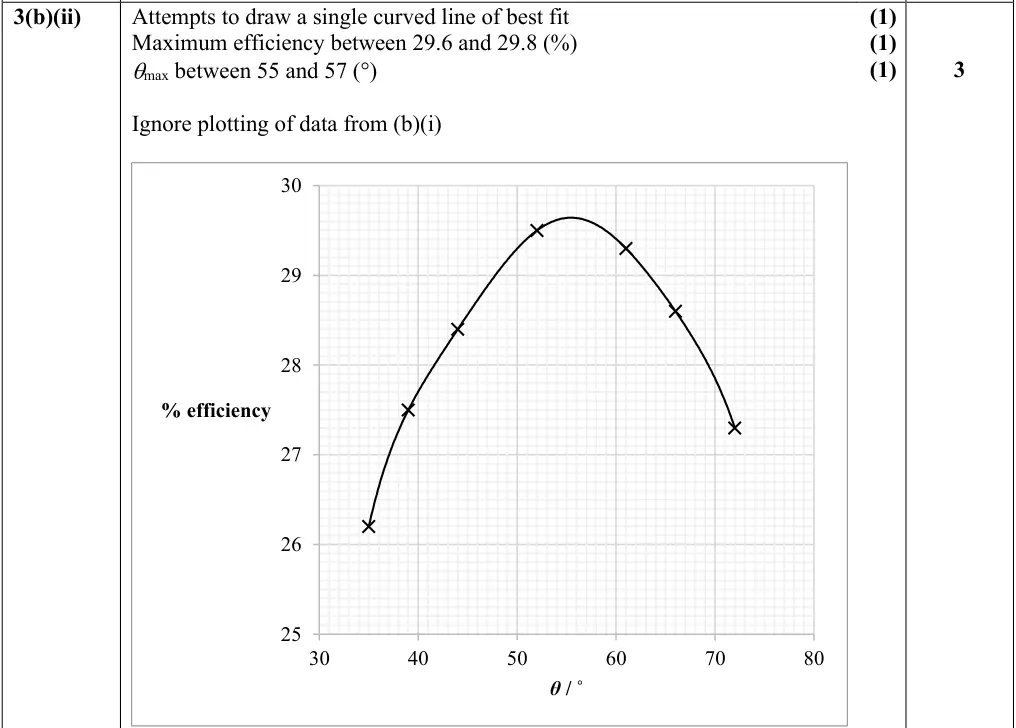 3(b)(ii) Attempts to draw a single curved line of best fit (1)
Maximum efficiency between 29.6 and 29.8 (%) (1)
θmax between 55 and 57 (°) (1) 3
Ignore plotting of data from (b)(i)
30
29
28
% efficiency
27
26
25
30 40 50 60 70 80
θ / °